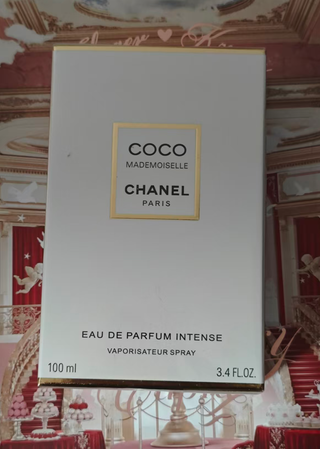 COCO
MADEMOISELLE
CHANEL
PARIS
EAU DE PARFUM INTENSE
VAPORISATEUR SPRAY
100 ml
3.4 FL.OZ.